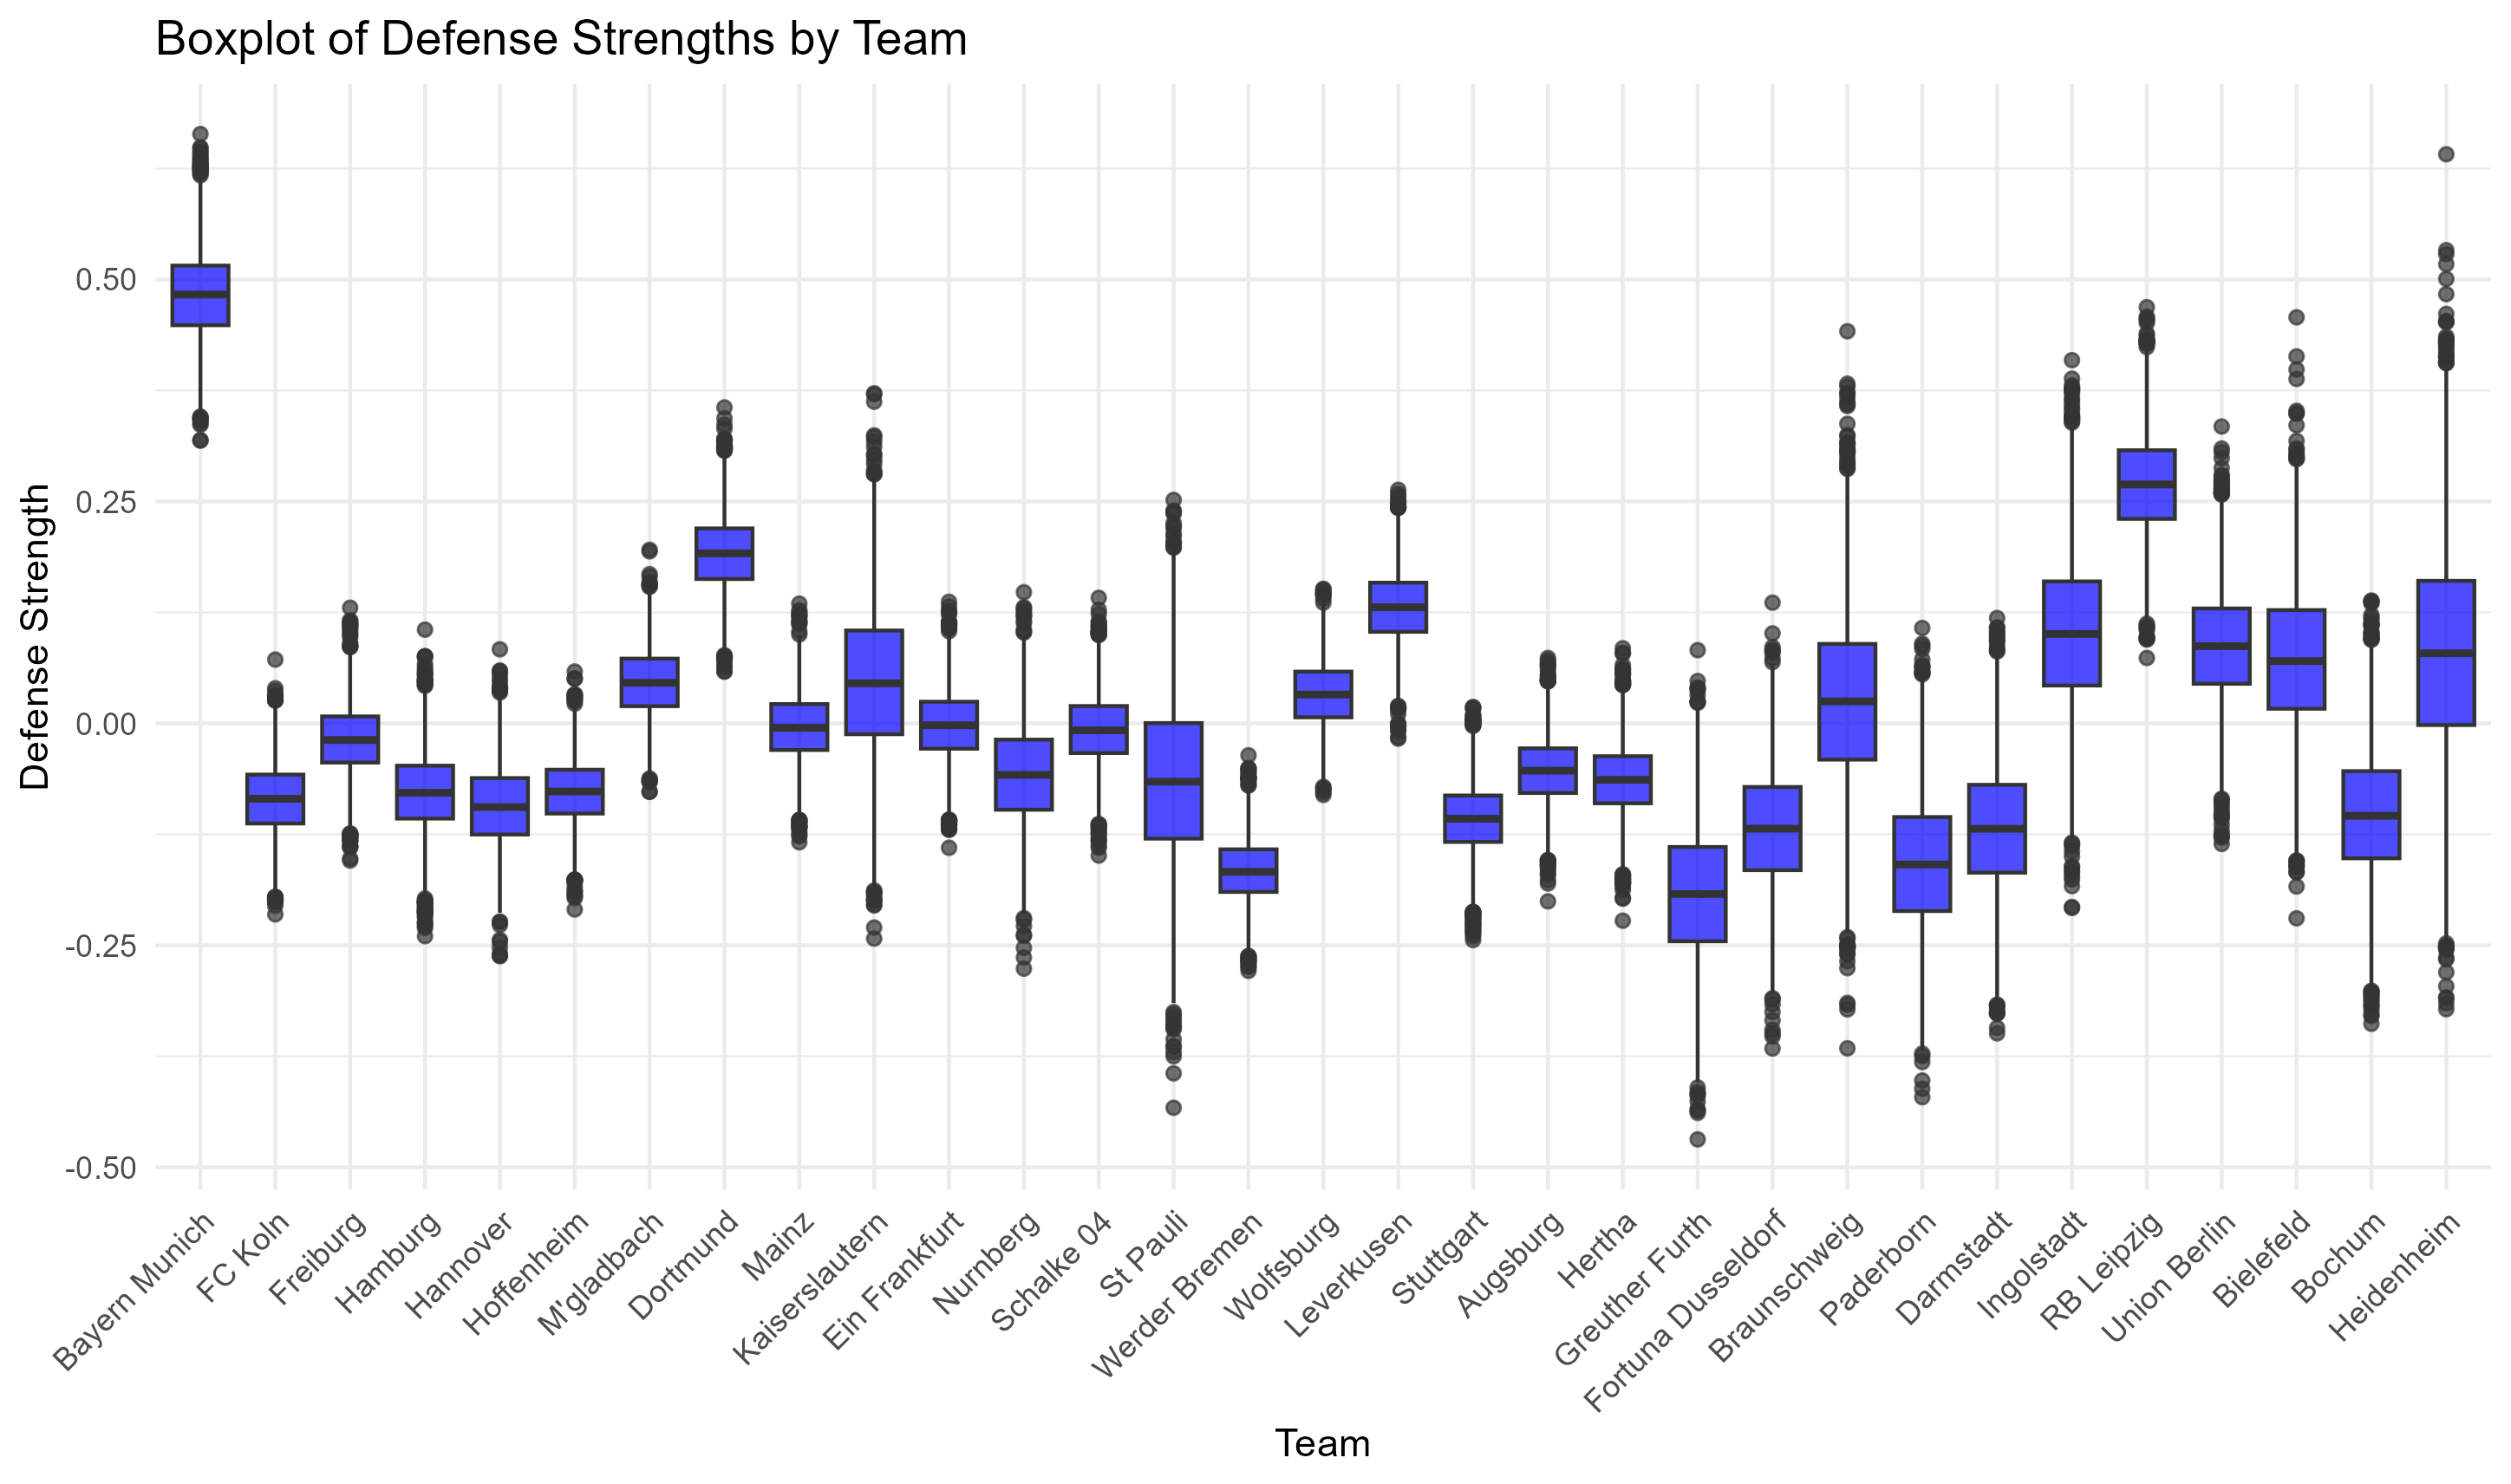 Boxplot of Defense Strengths by Team
Defense Strength
0.50
0.25
0.00
-0.25
-0.50
Bayern Munich
FC Koln
Freiburg
Hamburg
Hannover
Hoffenheim
M'gladbach
Dortmund
Mainz
Kaiserslautern
Ein Frankfurt
Nurnberg
Schalke 04
St Pauli
Werder Bremen
Wolfsburg
Leverkusen
Stuttgart
Augsburg
Hertha
Greuther Furth
Fortuna Dusseldorf
Braunschweig
Paderborn
Darmstadt
Ingolstadt
RB Leipzig
Union Berlin
Bielefeld
Bochum
Heidenheim
Team